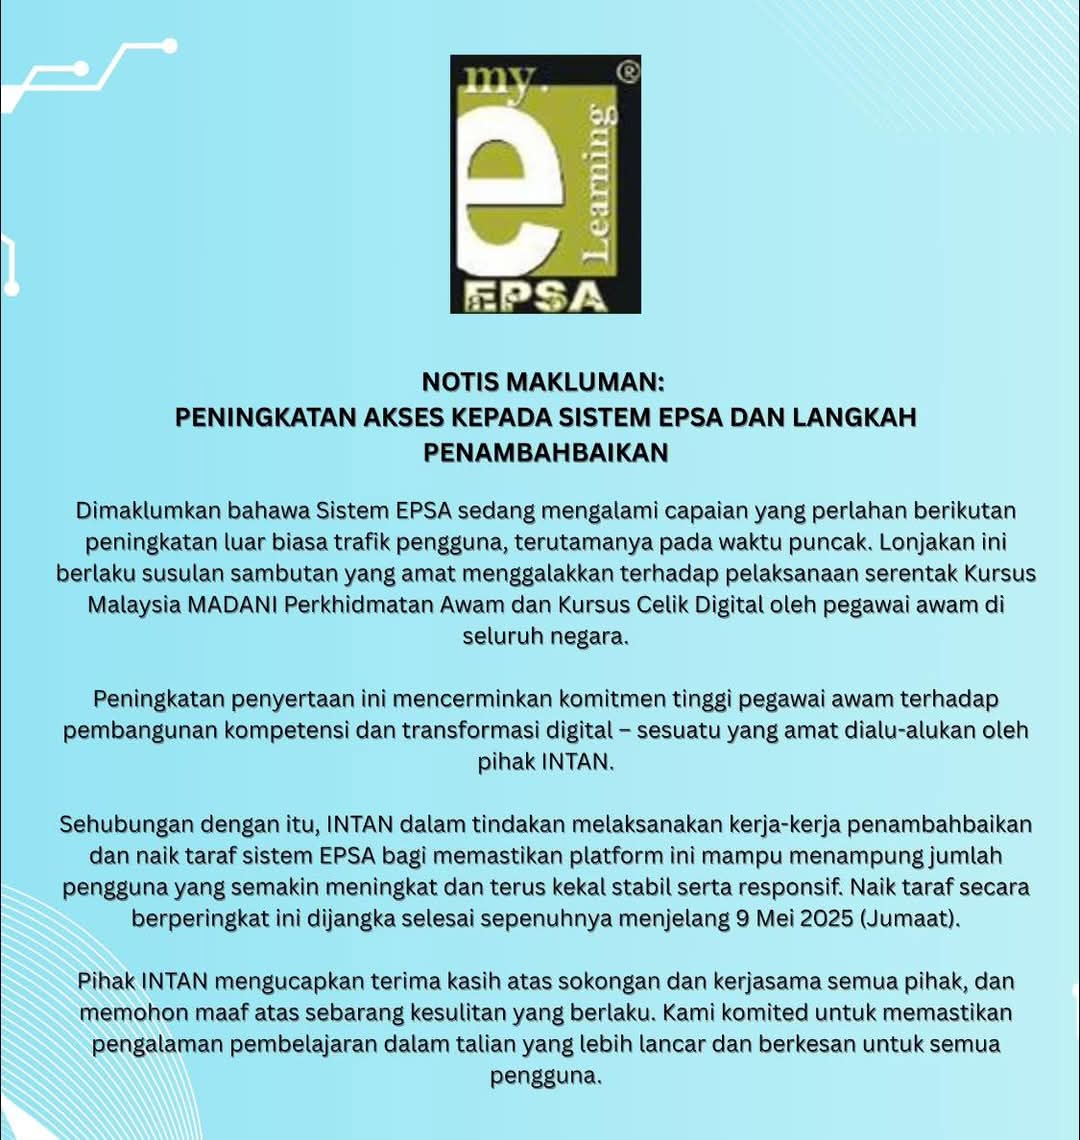 my.
®
e
Learning
EPSA
NOTIS MAKLUMAN:
PENINGKATAN AKSES KEPADA SISTEM EPSA DAN LANGKAH
PENAMBAHBAIKAN
Dimaklumkan bahawa Sistem EPSA sedang mengalami capaian yang perlahan berikutan
peningkatan luar biasa trafik pengguna, terutamanya pada waktu puncak. Lonjakan ini
berlaku susulan sambutan yang amat menggalakkan terhadap pelaksanaan serentak Kursus
Malaysia MADANI Perkhidmatan Awam dan Kursus Celik Digital oleh pegawai awam di
seluruh negara.
Peningkatan penyertaan ini mencerminkan komitmen tinggi pegawai awam terhadap
pembangunan kompetensi dan transformasi digital – sesuatu yang amat dialu-alukan oleh
pihak INTAN.
Sehubungan dengan itu, INTAN dalam tindakan melaksanakan kerja-kerja penambahbaikan
dan naik taraf sistem EPSA bagi memastikan platform ini mampu menampung jumlah
pengguna yang semakin meningkat dan terus kekal stabil serta responsif. Naik taraf secara
berperingkat ini dijangka selesai sepenuhnya menjelang 9 Mei 2025 (Jumaat).
Pihak INTAN mengucapkan terima kasih atas sokongan dan kerjasama semua pihak, dan
memohon maaf atas sebarang kesulitan yang berlaku. Kami komited untuk memastikan
pengalaman pembelajaran dalam talian yang lebih lancar dan berkesan untuk semua
pengguna.